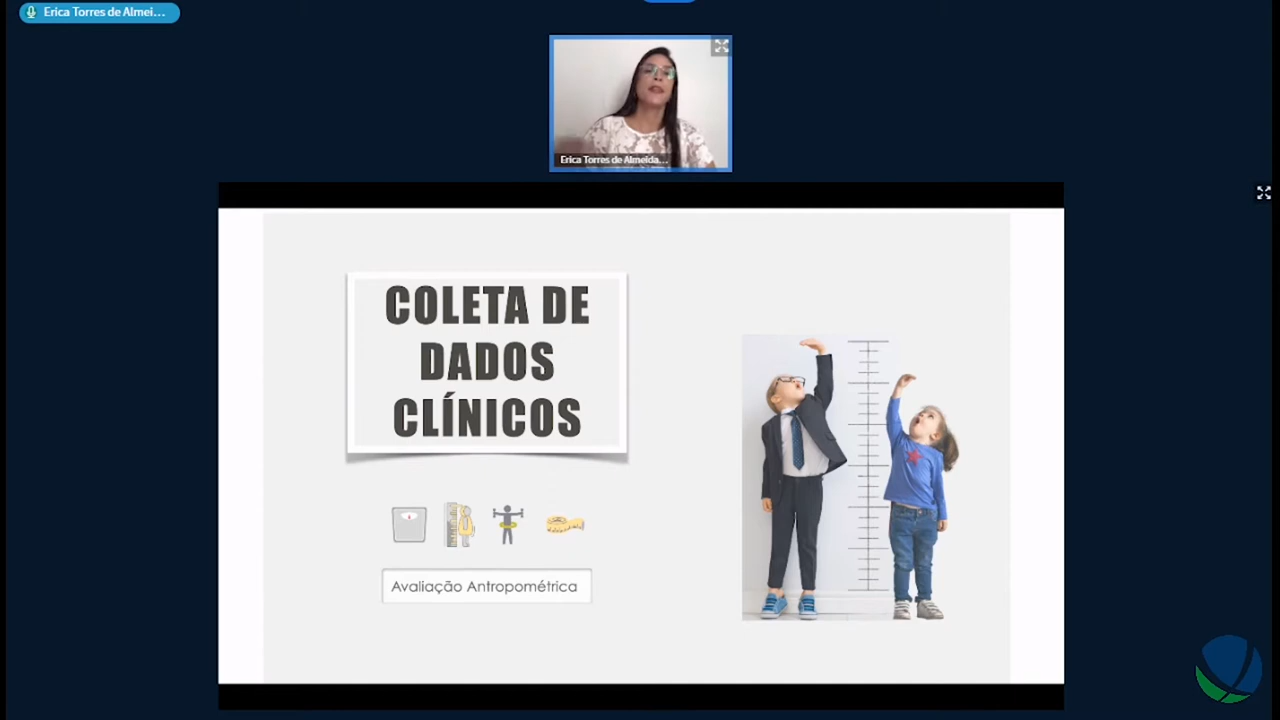 Erica Torres de Almei...
Erica Torres de Almeida...
COLETA DE
DADOS
CLÍNICOS
Avaliação Antropométrica